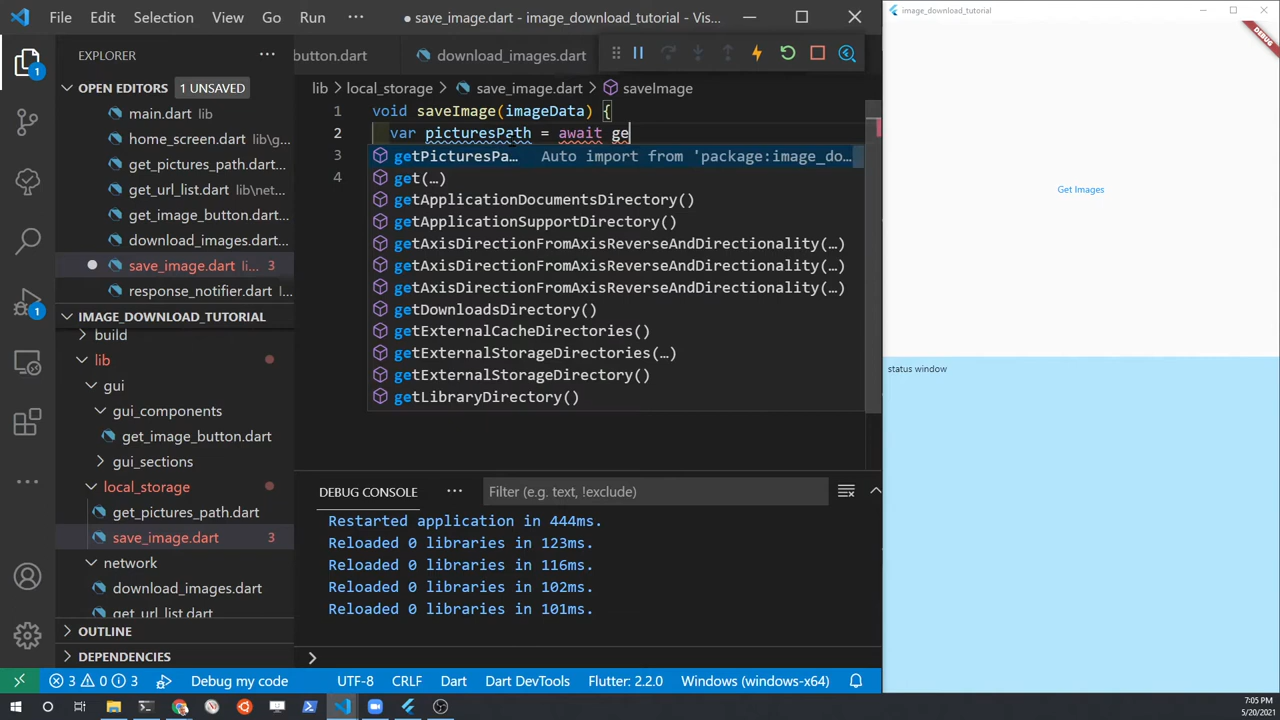 File Edit Selection View Go Run ··· ● save_image.dart - image_download_tutorial - Vis...
image_download_tutorial
DEBUG
EXPLORER
OPEN EDITORS 1 UNSAVED
main.dart lib
home_screen.dart lib\g...
get_pictures_path.dart...
get_url_list.dart lib\net...
get_image_button.dart...
download_images.dart...
save_image.dart li... 3
response_notifier.dart l...
IMAGE_DOWNLOAD_TUTORIAL
build
lib
gui
gui_components
get_image_button.dart
gui_sections
local_storage
get_pictures_path.dart
save_image.dart 3
network
download_images.dart
get_url_list.dart
OUTLINE
DEPENDENCIES
1
1
button.dart download_images.dart
lib > local_storage > save_image.dart > saveImage
1 void saveImage(imageData) {
2 var picturesPath = await ge
3
4
getPicturesPa... Auto import from 'package:image_do...
get(…)
getApplicationDocumentsDirectory()
getApplicationSupportDirectory()
getAxisDirectionFromAxisReverseAndDirectionality(…)
getAxisDirectionFromAxisReverseAndDirectionality(…)
getAxisDirectionFromAxisReverseAndDirectionality(…)
getDownloadsDirectory()
getExternalCacheDirectories()
getExternalStorageDirectories(…)
getExternalStorageDirectory()
getLibraryDirectory()
DEBUG CONSOLE ··· Filter (e.g. text, !exclude)
Restarted application in 444ms.
Reloaded 0 libraries in 123ms.
Reloaded 0 libraries in 116ms.
Reloaded 0 libraries in 102ms.
Reloaded 0 libraries in 101ms.
>
Get Images
status window
3 0 3 Debug my code UTF-8 CRLF Dart Dart DevTools Flutter: 2.2.0 Windows (windows-x64)
7:05 PM
5/20/2021